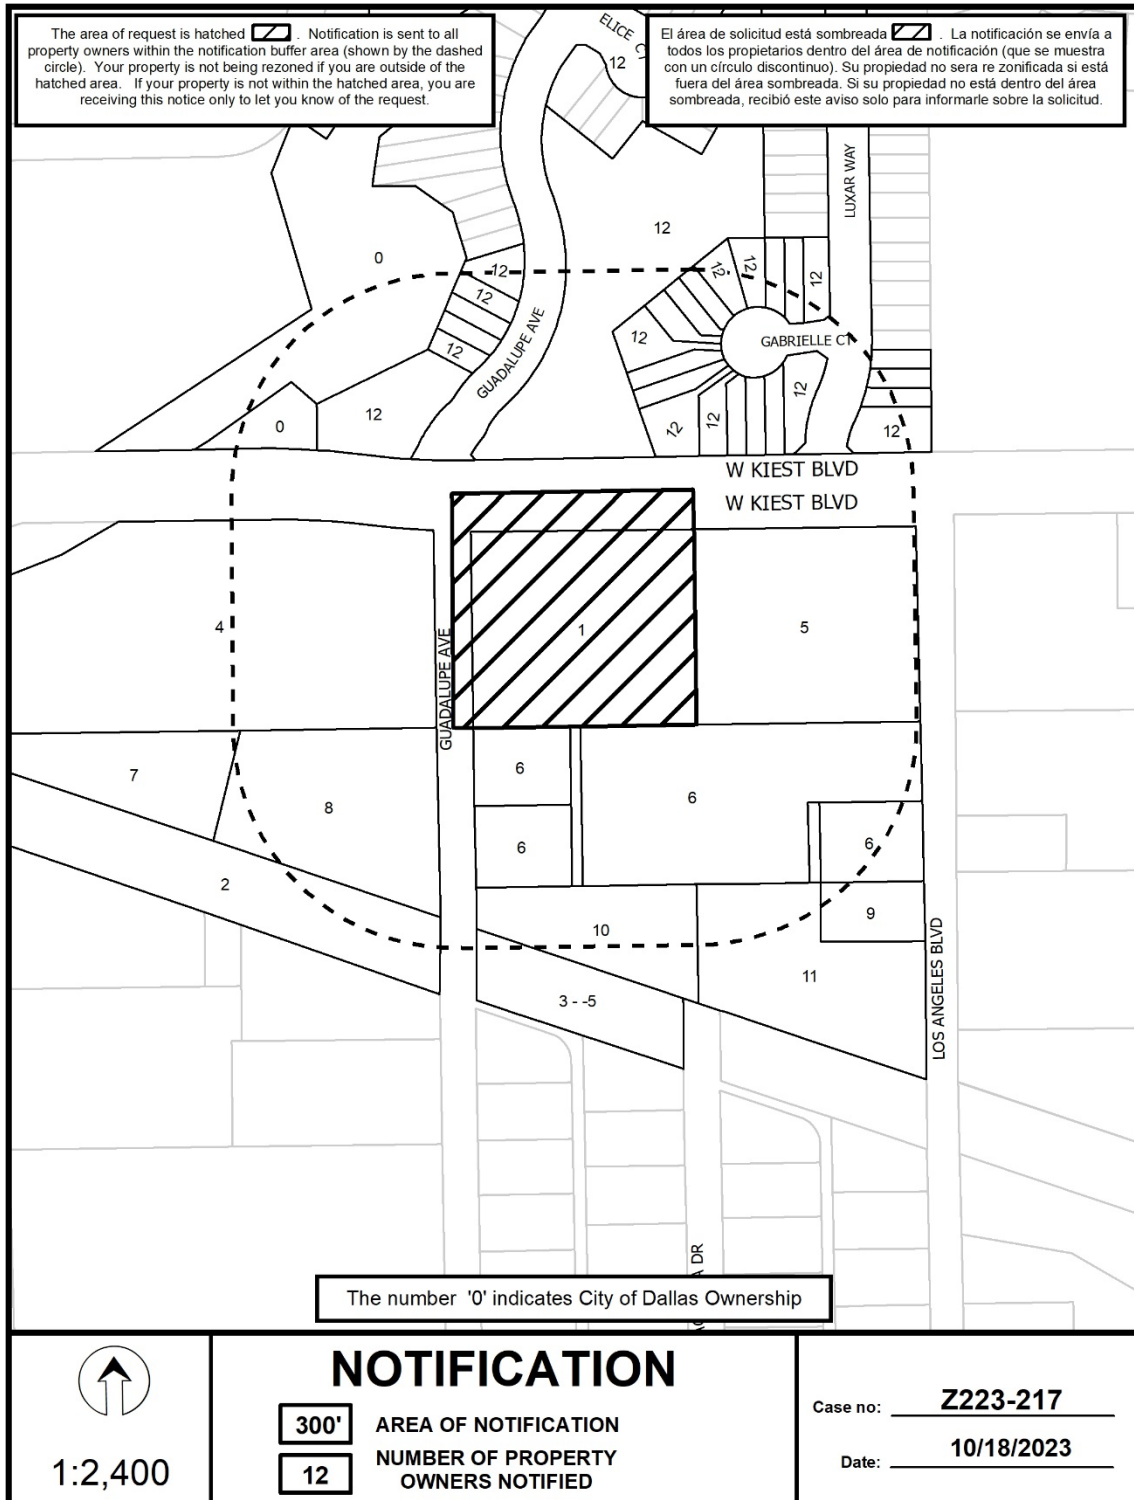 The area of request is hatched . Notification is sent to all
property owners within the notification buffer area (shown by the dashed
circle). Your property is not being rezoned if you are outside of the
hatched area. If your property is not within the hatched area, you are
receiving this notice only to let you know of the request.
El área de solicitud está sombreada . La notificación se envía a
todos los propietarios dentro del área de notificación (que se muestra
con un círculo discontinuo). Su propiedad no sera re zonificada si está
fuera del área sombreada. Si su propiedad no está dentro del área
sombreada, recibió este aviso solo para informarle sobre la solicitud.
ELICE CT
12
LUXAR WAY
12
0
12
12
12
12
12
12
12
GUADALUPE AVE
GABRIELLE CT
12
0
12
12
12
12
12
W KIEST BLVD
W KIEST BLVD
4
GUADALUPE AVE
1
5
7
8
6
6
6
6
2
9
10
11
3 - -5
LOS ANGELES BLVD
DR
The number '0' indicates City of Dallas Ownership
1:2,400
NOTIFICATION
300' AREA OF NOTIFICATION
12 NUMBER OF PROPERTY
OWNERS NOTIFIED
Case no: Z223-217
Date: 10/18/2023